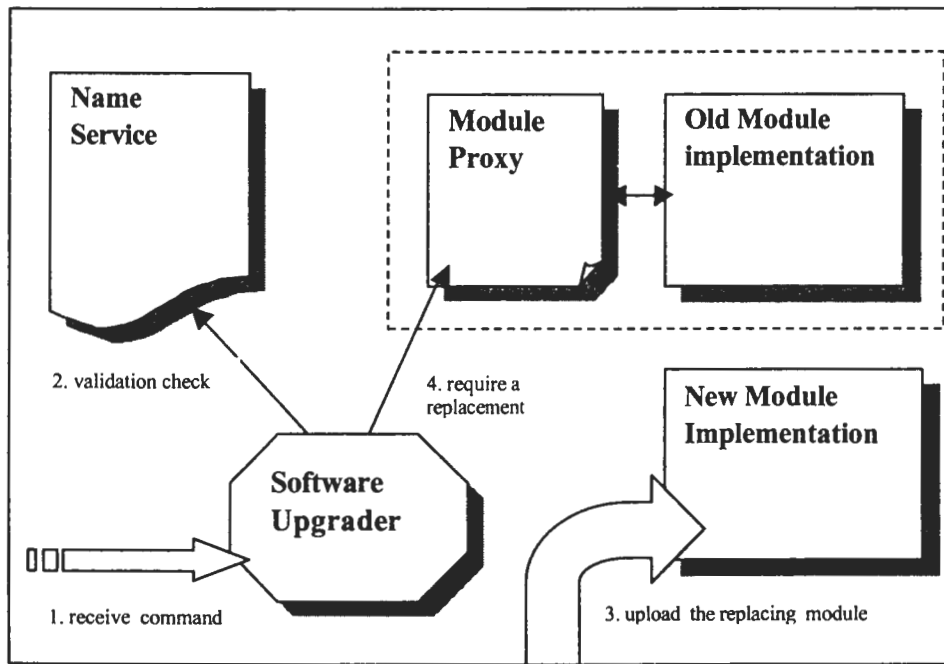 Name
Service
Module
Proxy
Old Module
implementation
2. validation check
4. require a
replacement
New Module
Implementation
Software
Upgrader
1. receive command
3. upload the replacing module